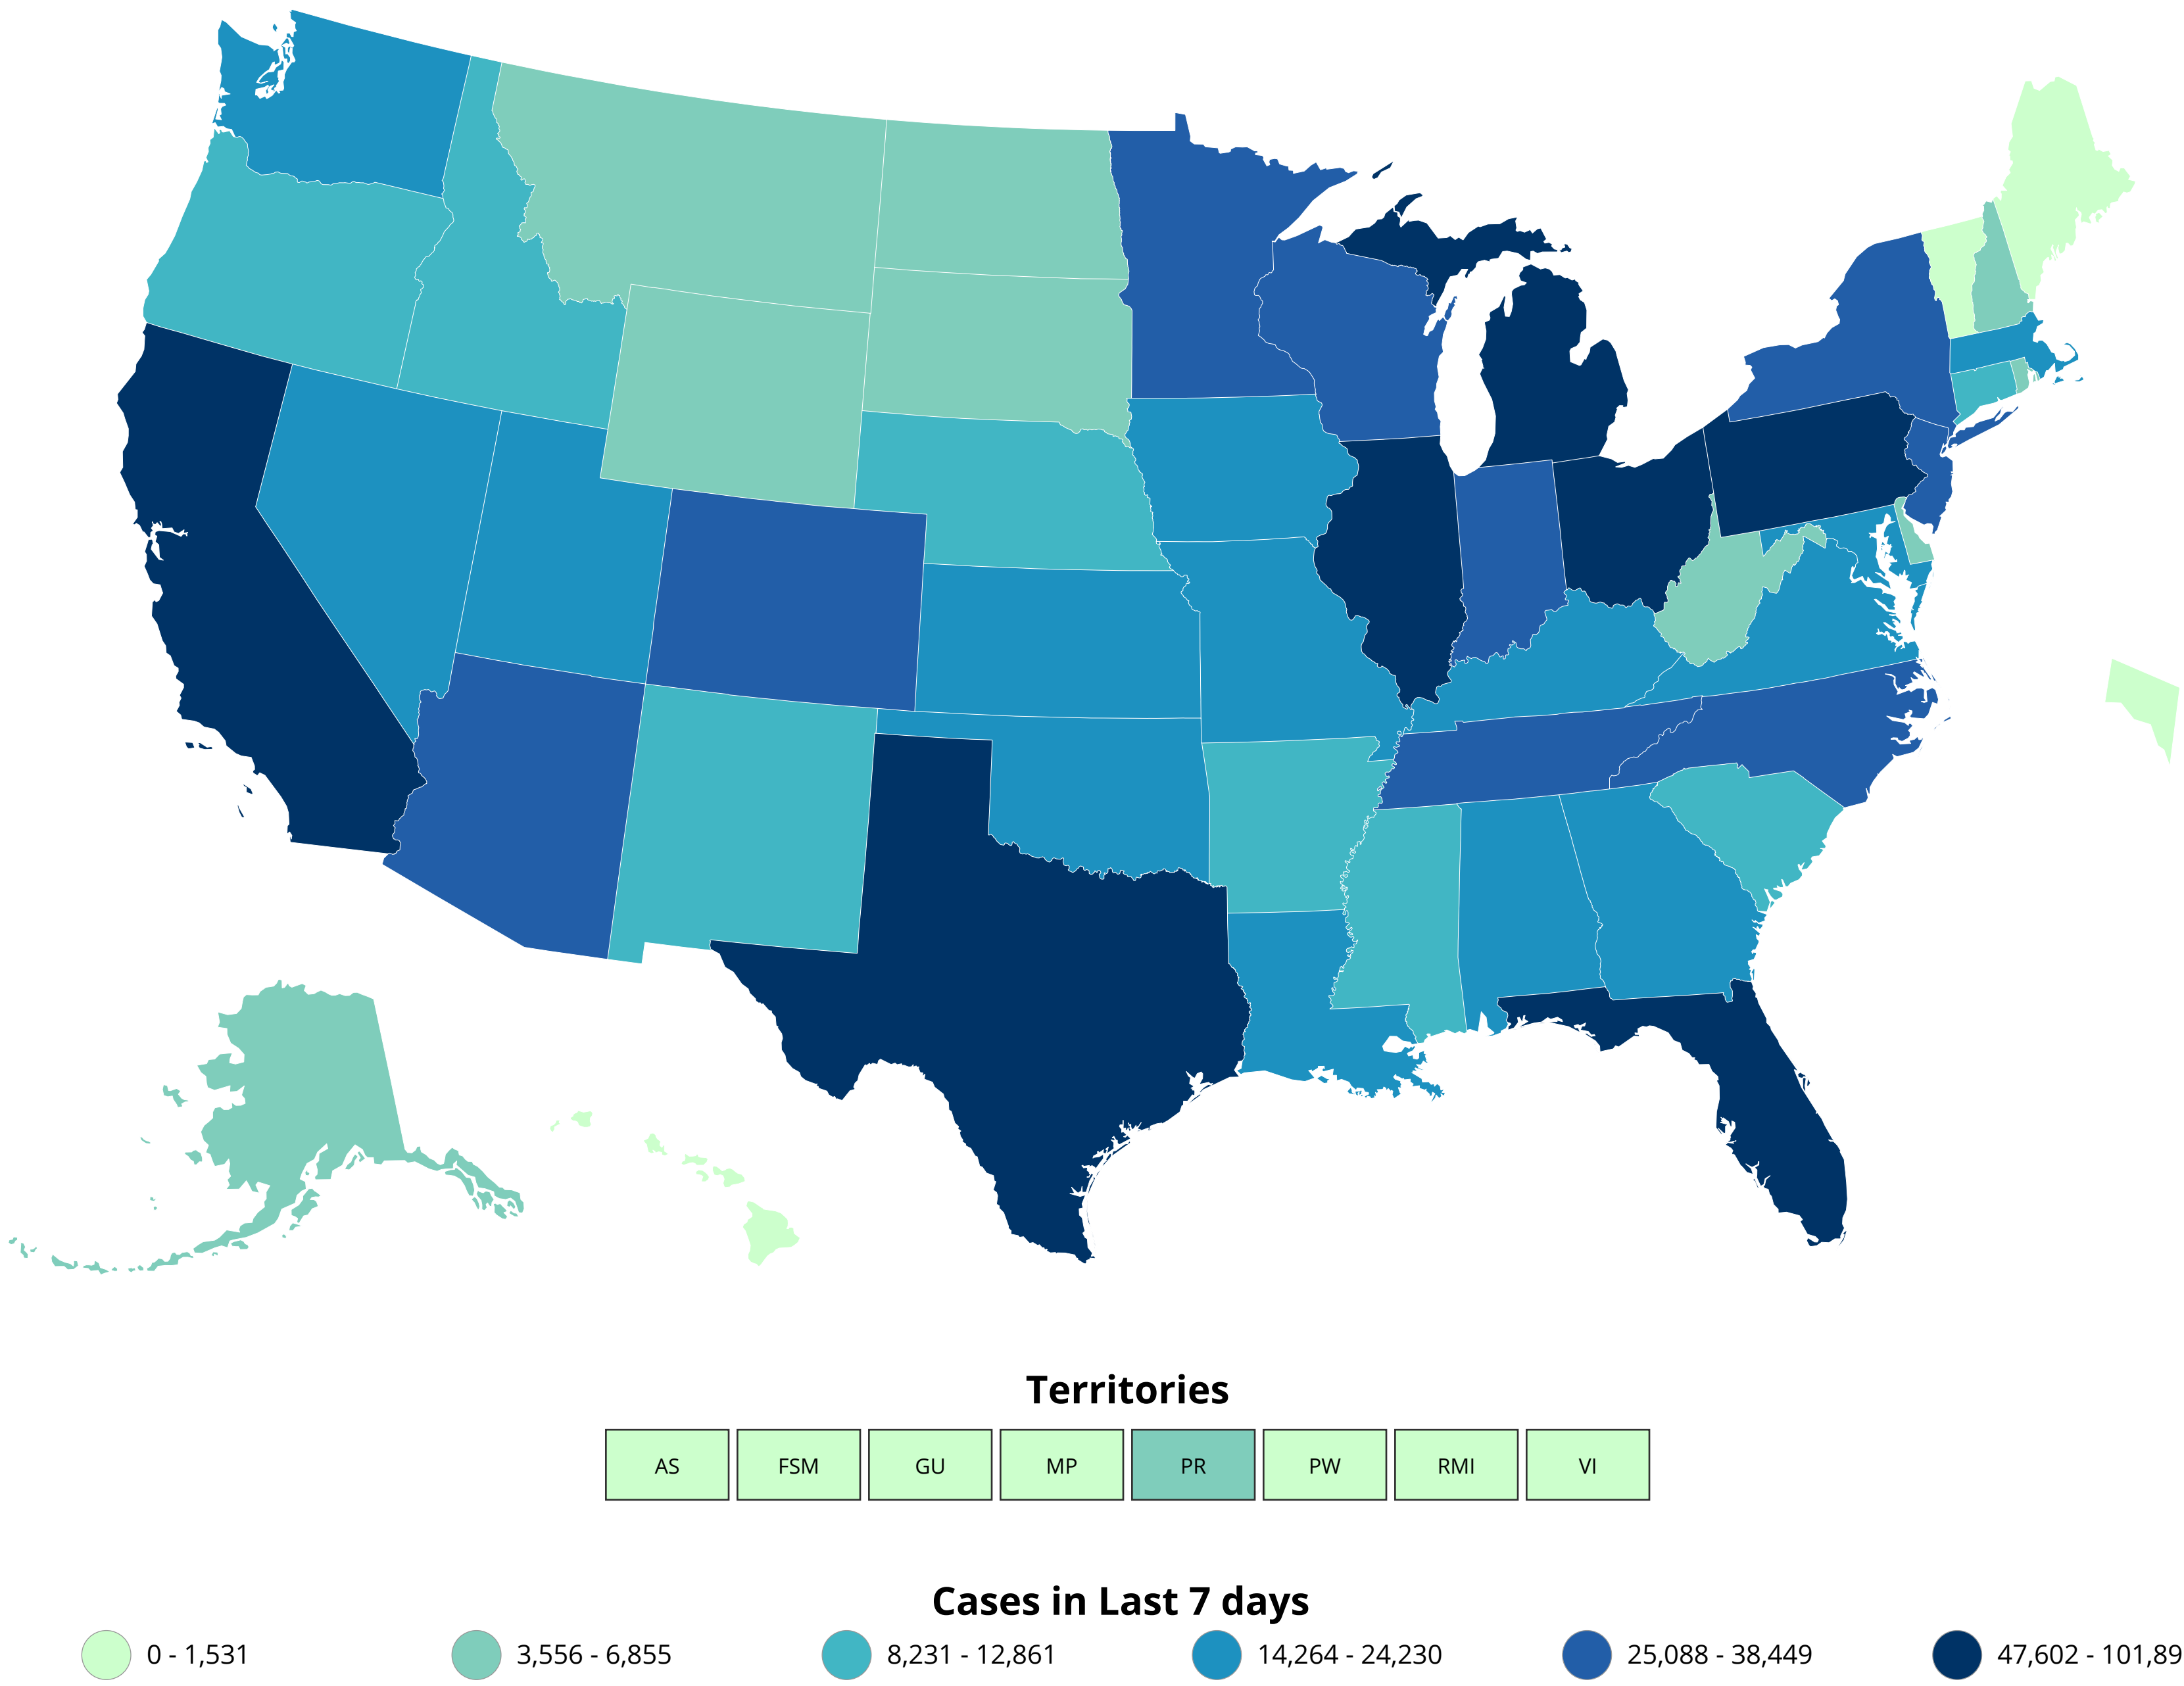 Territories
AS FSM GU MP PR PW RMI VI
Cases in Last 7 days
0 - 1,531 3,556 - 6,855 8,231 - 12,861 14,264 - 24,230 25,088 - 38,449 47,602 - 101,89